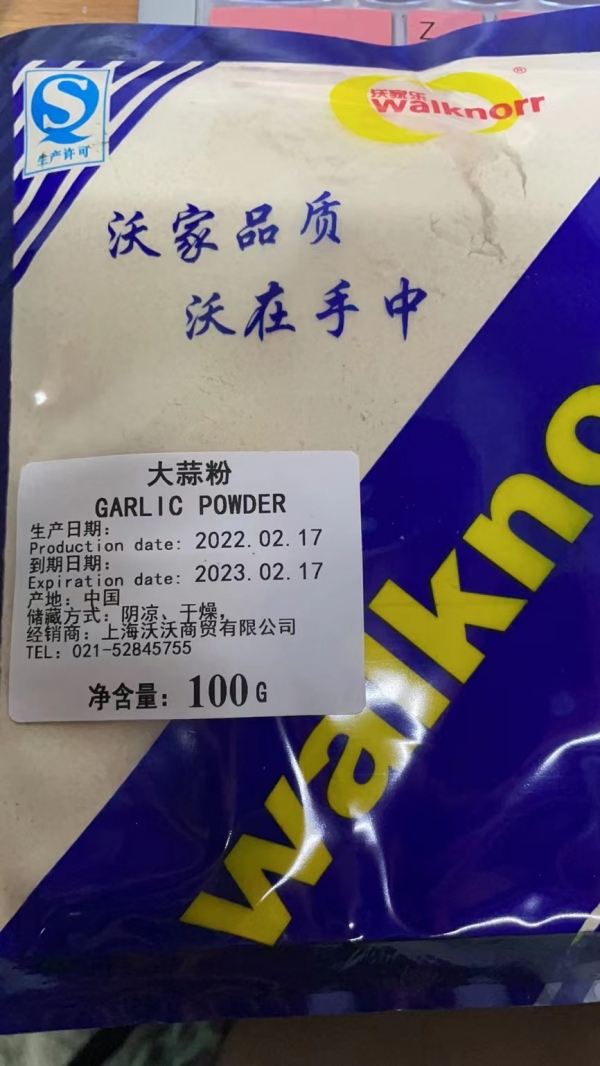 Z
S
生产许可
沃家乐
walknorr
®
沃家品质
沃在手中
大蒜粉
GARLIC POWDER
生产日期:
Production date: 2022.02.17
到期日期:
Expiration date: 2023.02.17
产地: 中国
储藏方式: 阴凉、干燥,
经销商: 上海沃沃商贸有限公司
TEL: 021-52845755
净含量: 100G
walkno